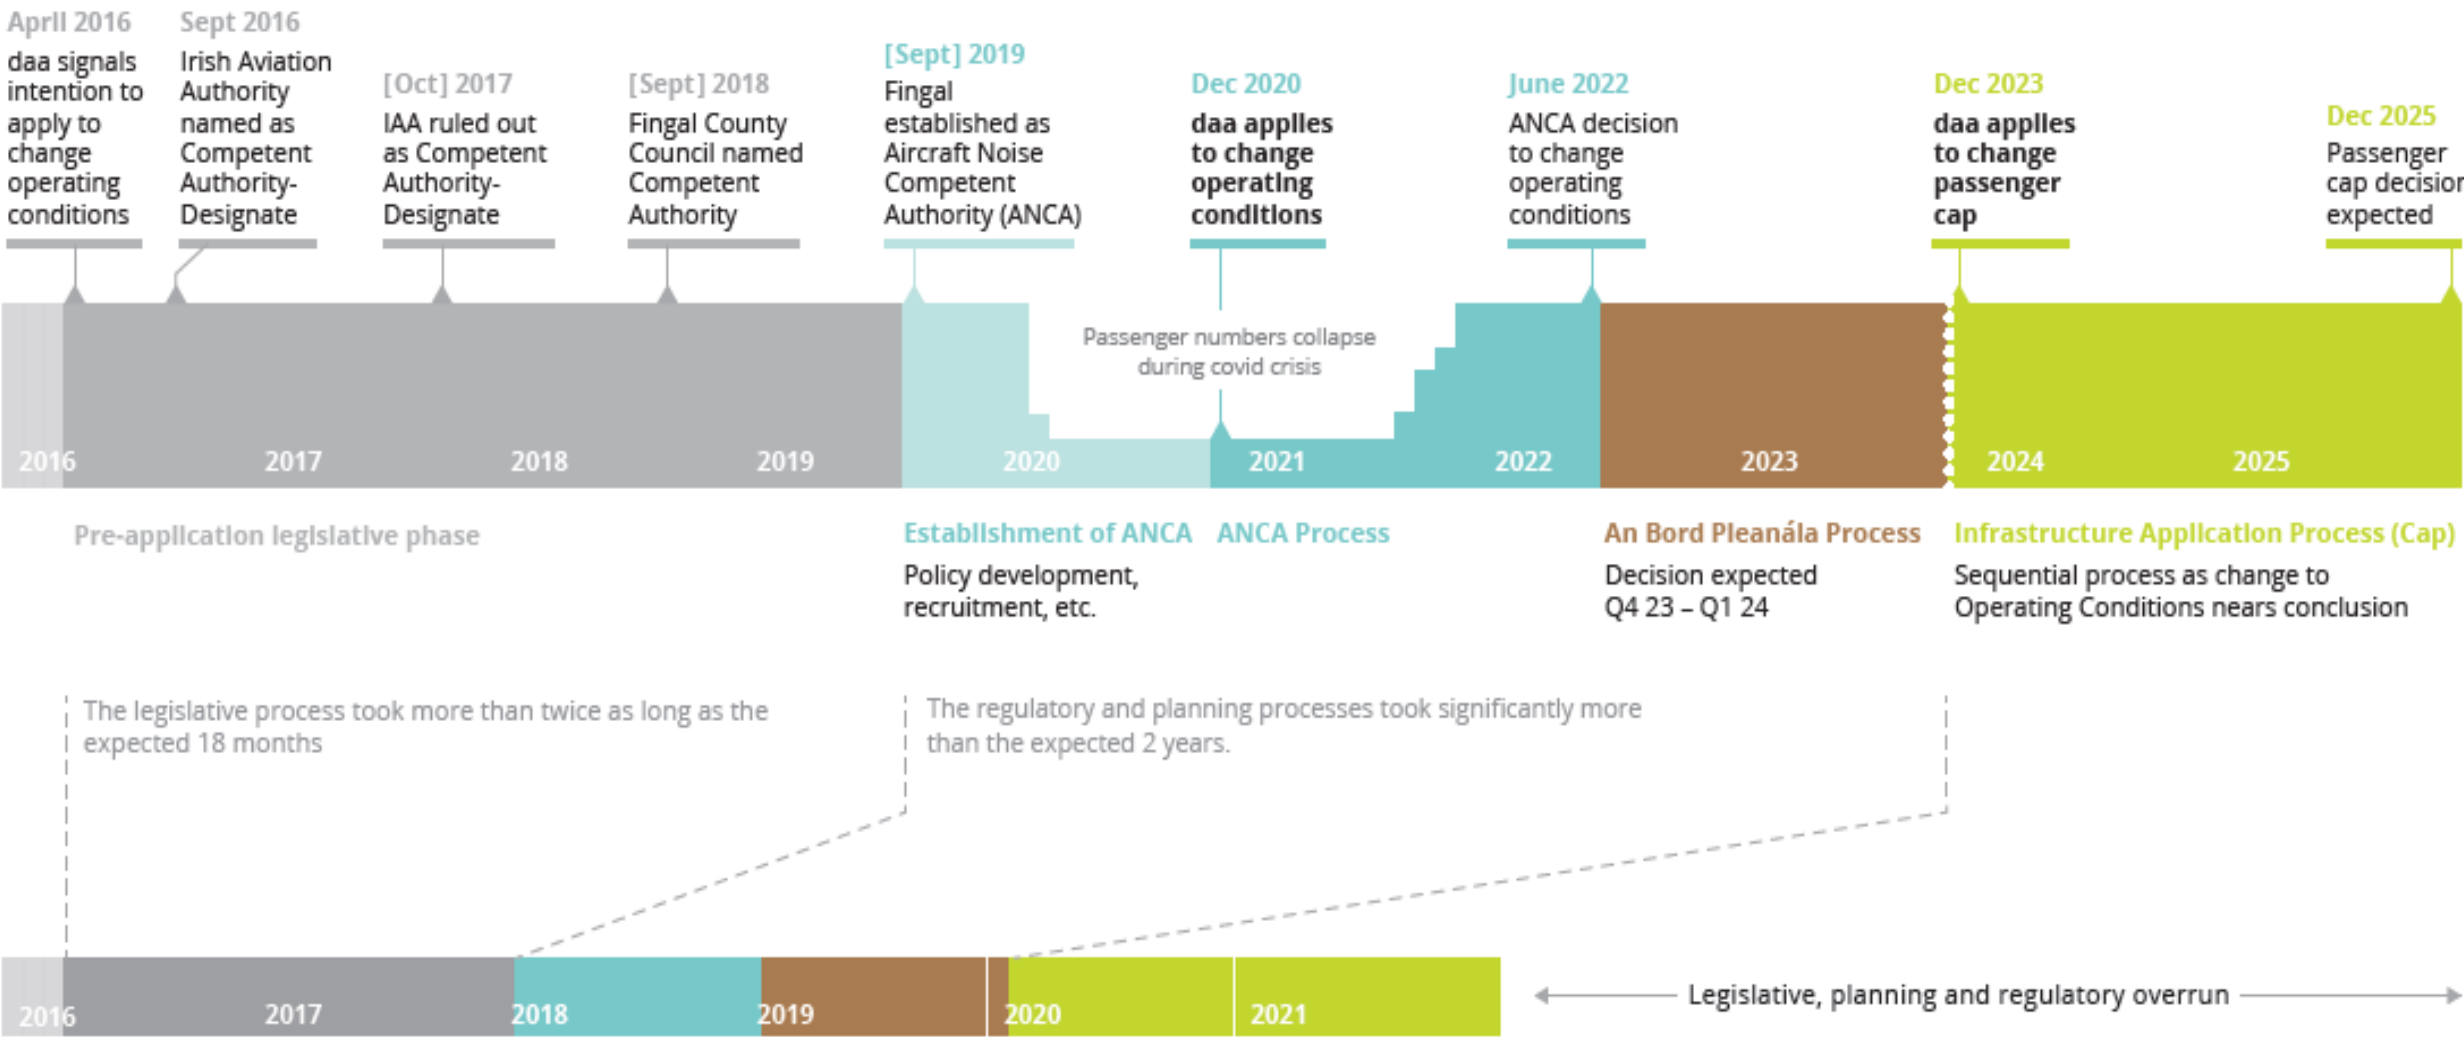 April 2016
daa signals
intention to
apply to
change
operating
conditions
Sept 2016
Irish Aviation
Authority
named as
Competent
Authority-
Designate
[Oct] 2017
IAA ruled out
as Competent
Authority-
Designate
[Sept] 2018
Fingal County
Council named
Competent
Authority
[Sept] 2019
Fingal
established as
Aircraft Noise
Competent
Authority (ANCA)
Dec 2020
daa applies
to change
operating
conditions
June 2022
ANCA decision
to change
operating
conditions
Dec 2023
daa applies
to change
passenger
cap
Dec 2025
Passenger
cap decision
expected
Passenger numbers collapse
during covid crisis
2016 2017 2018 2019 2020 2021 2022 2023 2024 2025
Pre-application legislative phase
Establishment of ANCA
Policy development,
recruitment, etc.
ANCA Process
An Bord Pleanála Process
Decision expected
Q4 23 – Q1 24
Infrastructure Application Process (Cap)
Sequential process as change to
Operating Conditions nears conclusion
The legislative process took more than twice as long as the
expected 18 months
The regulatory and planning processes took significantly more
than the expected 2 years.
2016 2017 2018 2019 2020 2021
Legislative, planning and regulatory overrun